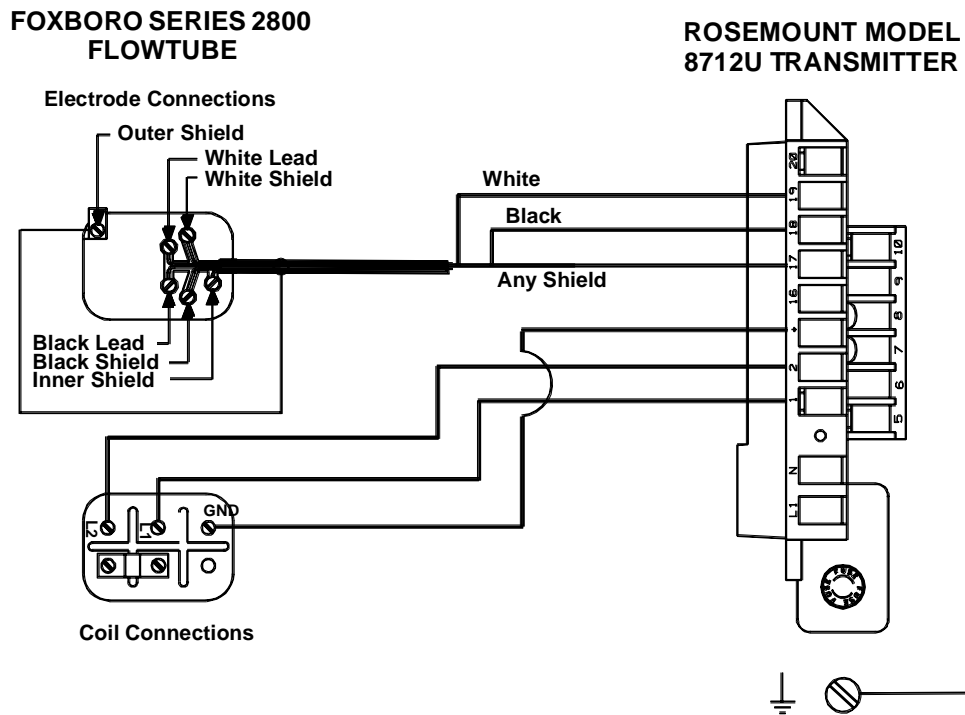 FOXBORO SERIES 2800
FLOWTUBE
ROSEMOUNT MODEL
8712U TRANSMITTER
Electrode Connections
Outer Shield
White Lead
White Shield
White
Black
Any Shield
Black Lead
Black Shield
Inner Shield
20
19
18
17
16
+
2
1
N
L1
10
9
8
7
6
5
L2
L1
GND
Coil Connections
FUSE
FUSE